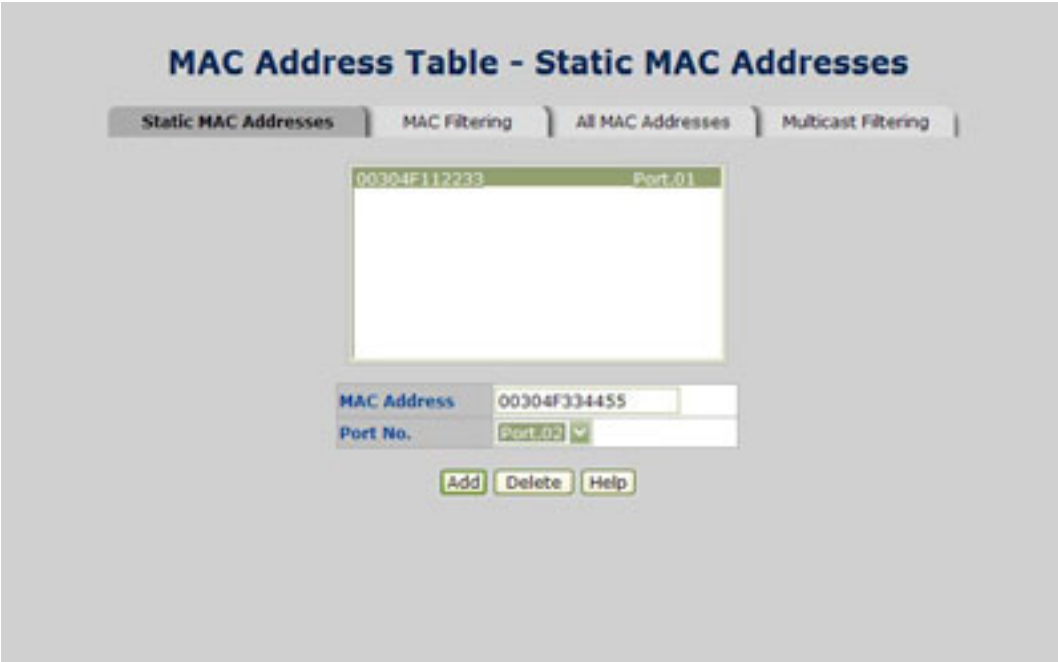 MAC Address Table - Static MAC Addresses
Static MAC Addresses MAC Filtering All MAC Addresses Multicast Filtering
00304F112233 Port.01
MAC Address 00304F334455
Port No. Port.02
Add Delete Help